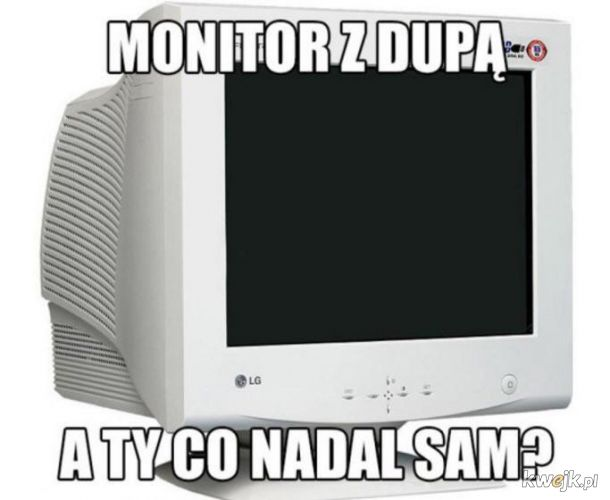 MONITOR Z DUPĄ
LG
A TY CO NADAL SAM?
kwejk.pl